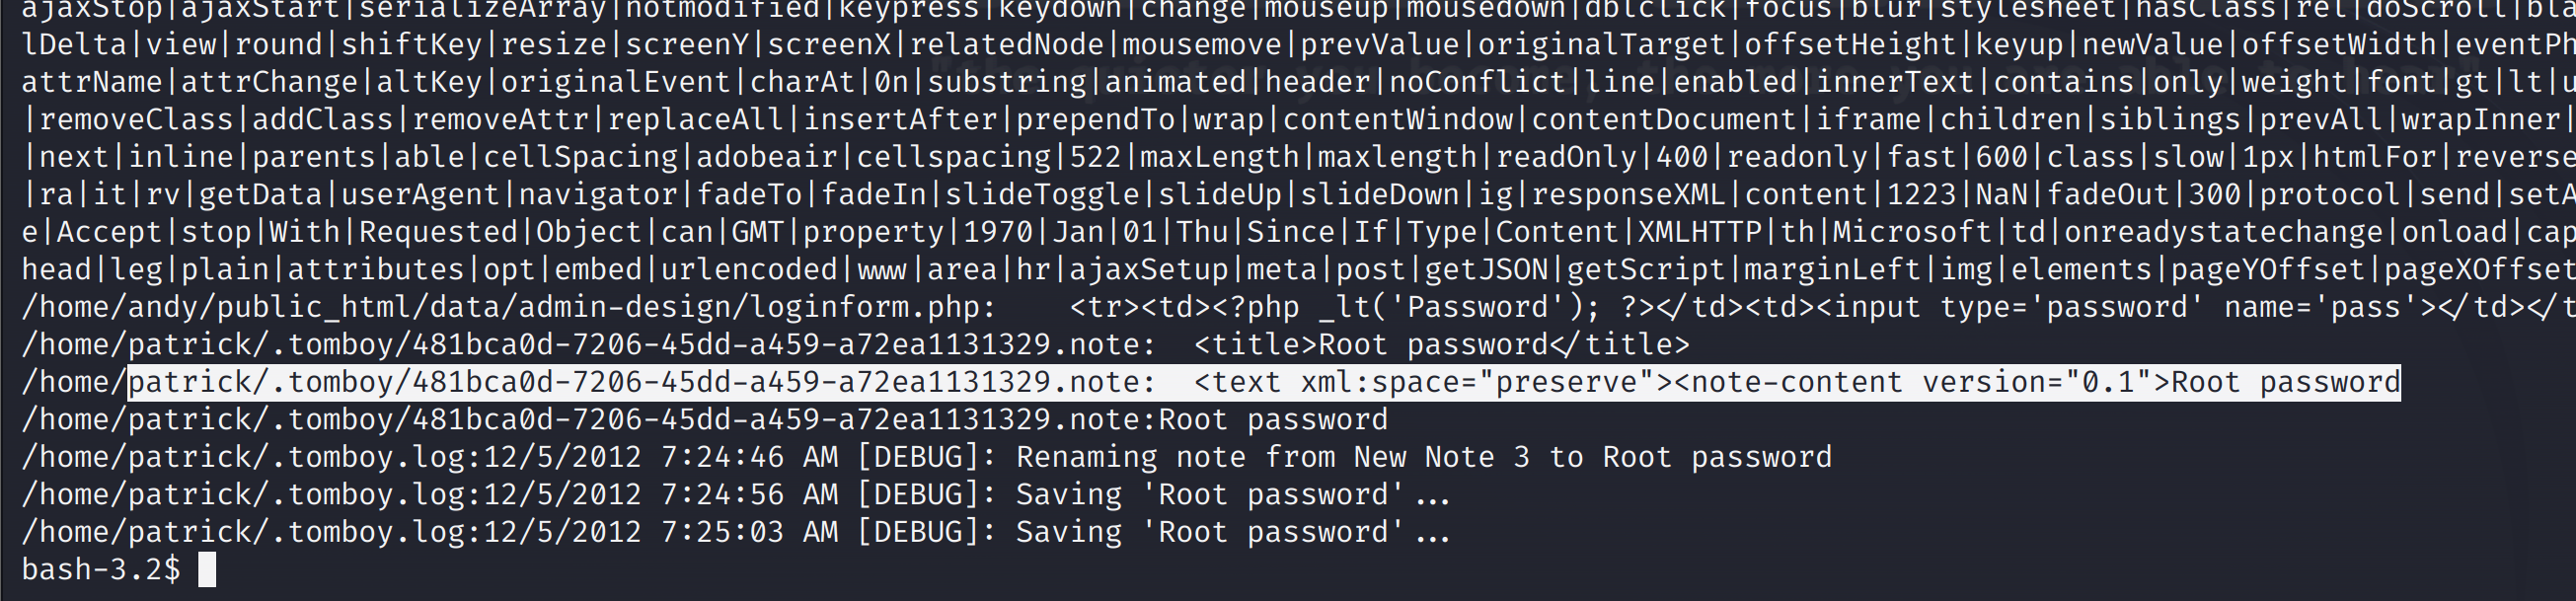 ajaxStop|ajaxStart|serializeArray|notmodified|keypress|keydown|change|mouseup|mousedown|dblclick|focus|blur|stylesheet|hasClass|rel|doScroll|bla
lDelta|view|round|shiftKey|resize|screenY|screenX|relatedNode|mousemove|prevValue|originalTarget|offsetHeight|keyup|newValue|offsetWidth|eventPh
attrName|attrChange|altKey|originalEvent|charAt|0n|substring|animated|header|noConflict|line|enabled|innerText|contains|only|weight|font|gt|lt|u
|removeClass|addClass|removeAttr|replaceAll|insertAfter|prependTo|wrap|contentWindow|contentDocument|iframe|children|siblings|prevAll|wrapInner|
|next|inline|parents|able|cellSpacing|adobeair|cellspacing|522|maxLength|maxlength|readOnly|400|readonly|fast|600|class|slow|1px|htmlFor|reverse
|ra|it|rv|getData|userAgent|navigator|fadeTo|fadeIn|slideToggle|slideUp|slideDown|ig|responseXML|content|1223|NaN|fadeOut|300|protocol|send|setA
e|Accept|stop|With|Requested|Object|can|GMT|property|1970|Jan|01|Thu|Since|If|Type|Content|XMLHTTP|th|Microsoft|td|onreadystatechange|onload|cap
head|leg|plain|attributes|opt|embed|urlencoded|www|area|hr|ajaxSetup|meta|post|getJSON|getScript|marginLeft|img|elements|pageYOffset|pageXOffset
/home/andy/public_html/data/admin-design/loginform.php:    <tr><td><?php _lt('Password'); ?></td><td><input type='password' name='pass'></td></t
/home/patrick/.tomboy/481bca0d-7206-45dd-a459-a72ea1131329.note:  <title>Root password</title>
/home/patrick/.tomboy/481bca0d-7206-45dd-a459-a72ea1131329.note:  <text xml:space="preserve"><note-content version="0.1">Root password
/home/patrick/.tomboy/481bca0d-7206-45dd-a459-a72ea1131329.note:Root password
/home/patrick/.tomboy.log:12/5/2012 7:24:46 AM [DEBUG]: Renaming note from New Note 3 to Root password
/home/patrick/.tomboy.log:12/5/2012 7:24:56 AM [DEBUG]: Saving 'Root password'...
/home/patrick/.tomboy.log:12/5/2012 7:25:03 AM [DEBUG]: Saving 'Root password'...
bash-3.2$